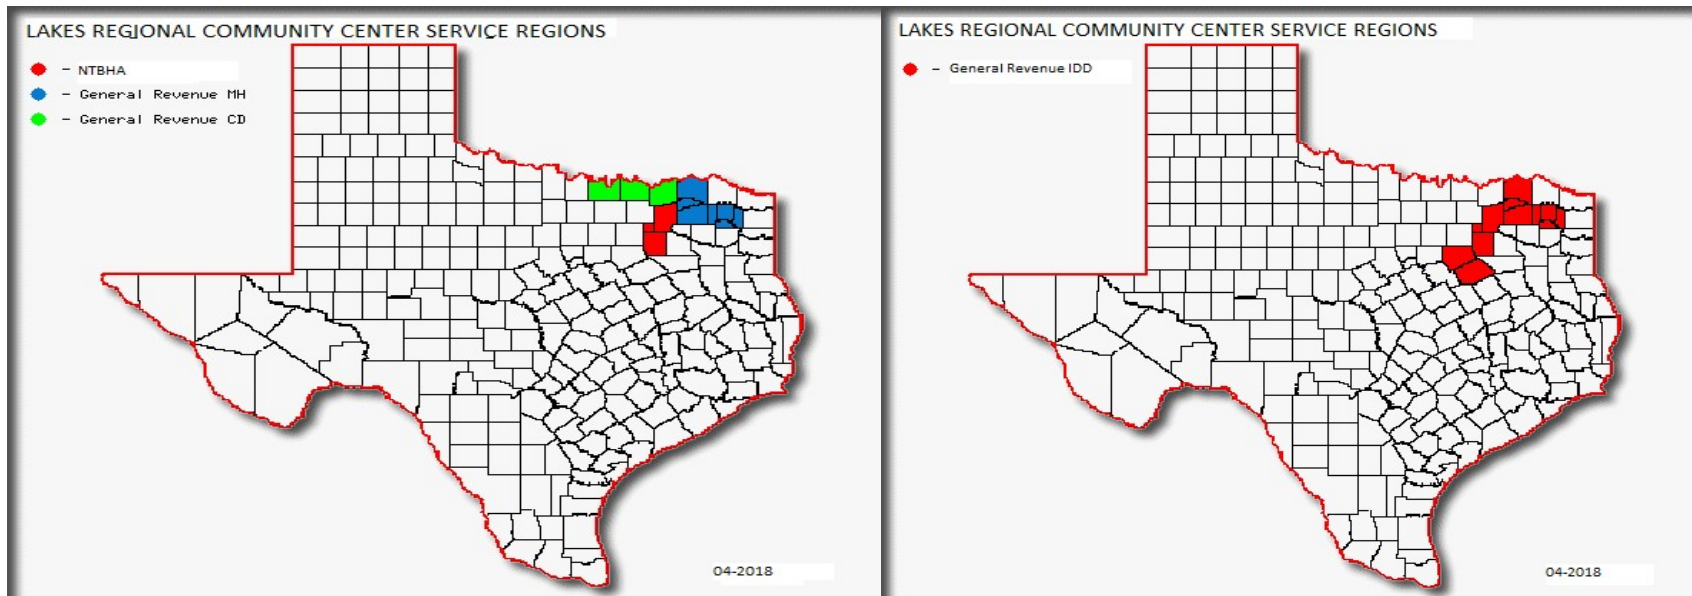 LAKES REGIONAL COMMUNITY CENTER SERVICE REGIONS
- NTBHA
- General Revenue MH
- General Revenue CD
04-2018
LAKES REGIONAL COMMUNITY CENTER SERVICE REGIONS
- General Revenue IDD
04-2018